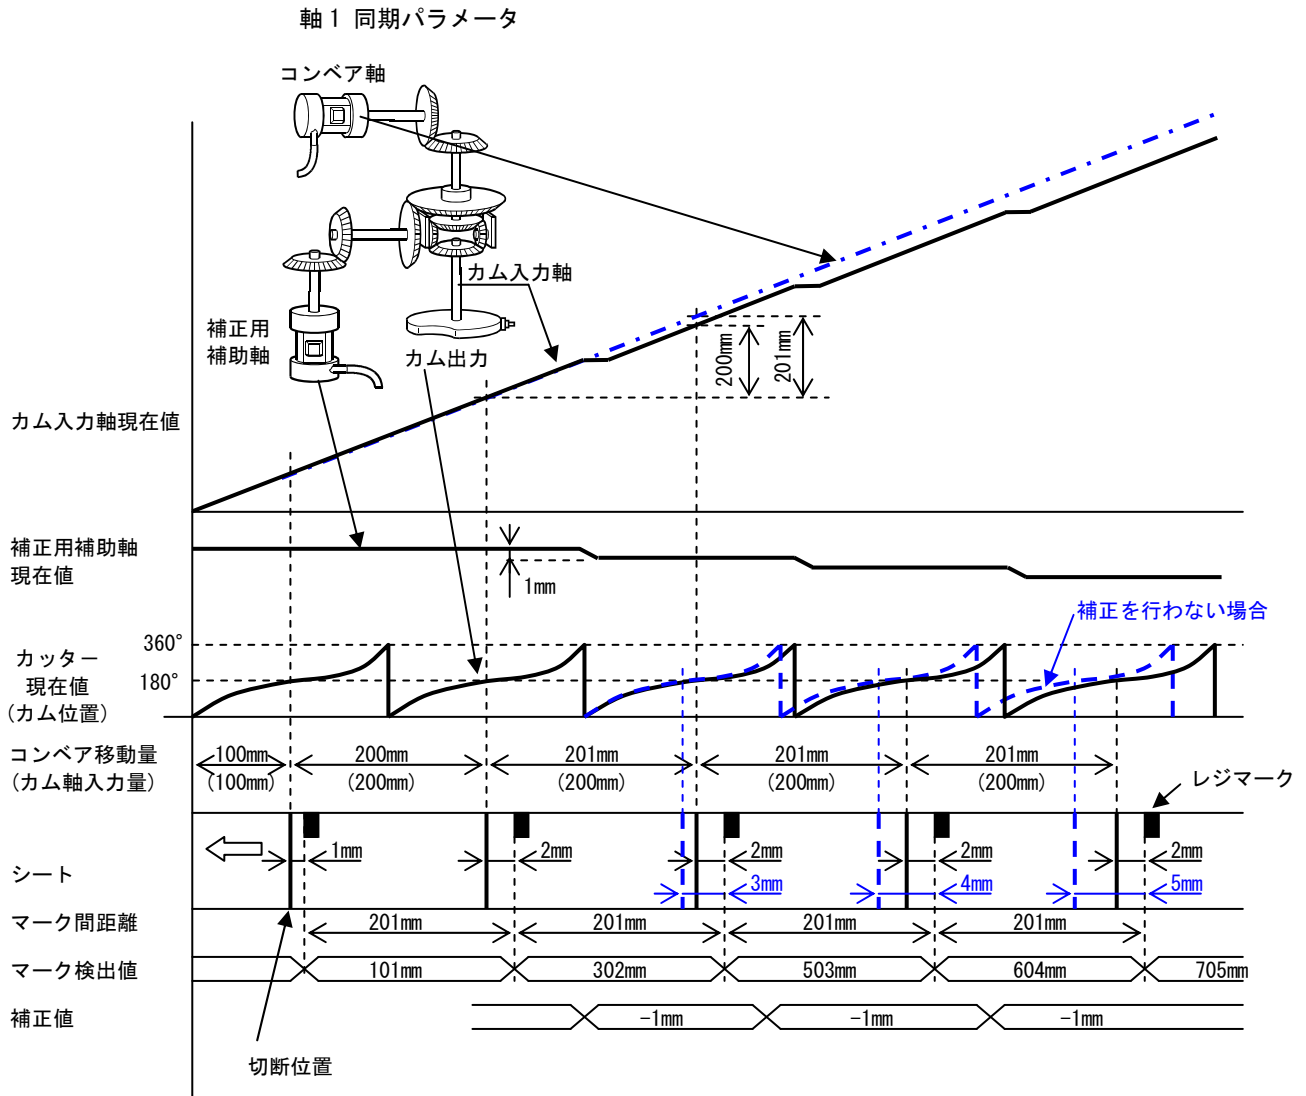 軸1 同期パラメータ
コンベア軸
カム入力軸
補正用
補助軸
カム出力
200mm
201mm
カム入力軸現在値
補正用補助軸
現在値
1mm
補正を行わない場合
360°
カッター
現在値
(カム位置)
180°
コンベア移動量
(カム軸入力量)
100mm
(100mm)
200mm
(200mm)
201mm
(200mm)
201mm
(200mm)
201mm
(200mm)
レジマーク
シート
1mm
2mm
2mm
2mm
2mm
3mm
4mm
5mm
マーク間距離
201mm
201mm
201mm
201mm
マーク検出値
101mm
302mm
503mm
604mm
705mm
補正値
-1mm
-1mm
-1mm
切断位置